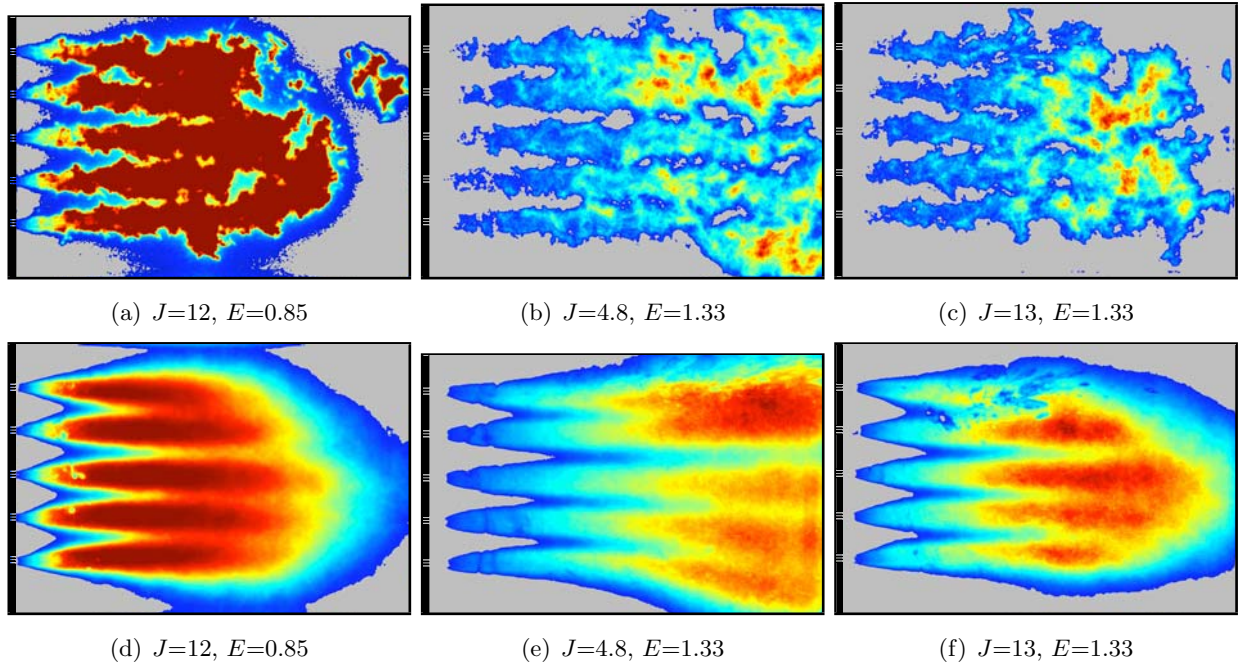 (a) J=12, E=0.85
(b) J=4.8, E=1.33
(c) J=13, E=1.33
(d) J=12, E=0.85
(e) J=4.8, E=1.33
(f) J=13, E=1.33